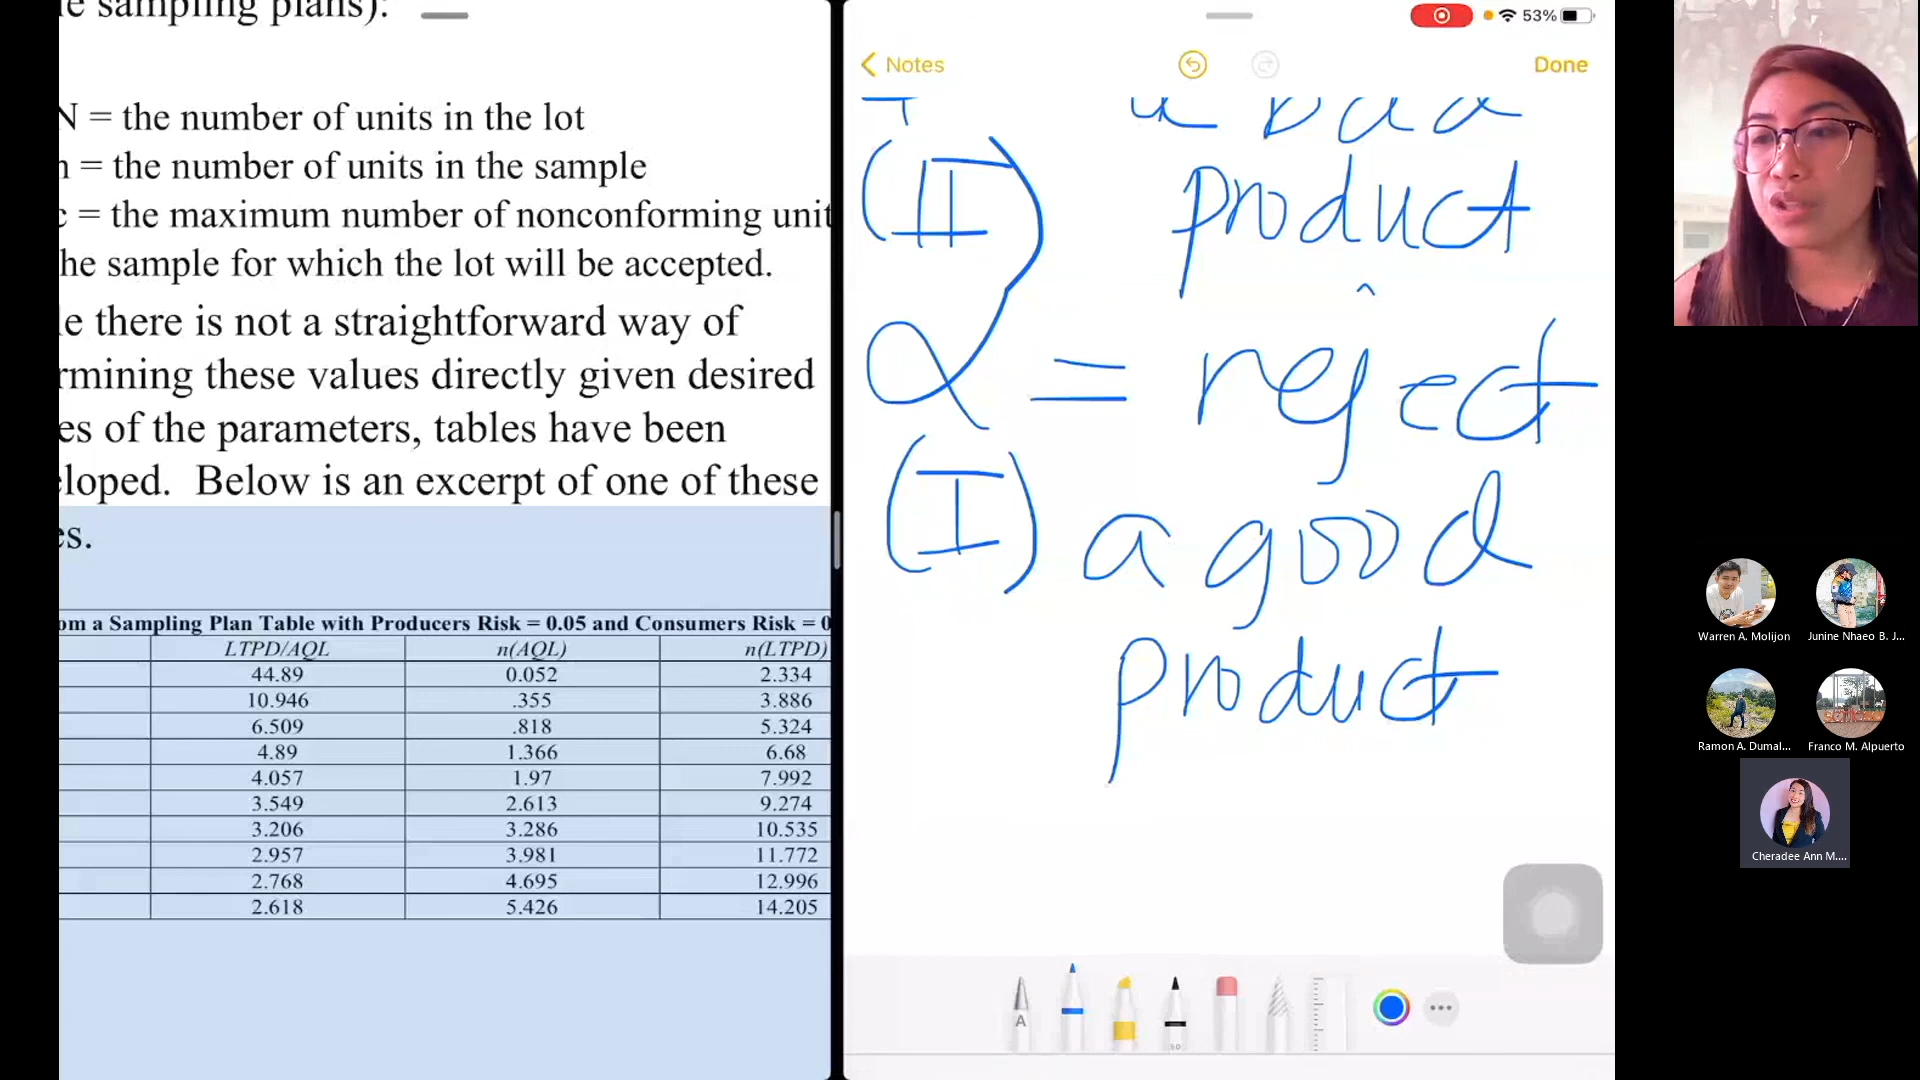 e sampling plans):
N = the number of units in the lot
n = the number of units in the sample
c = the maximum number of nonconforming unit
he sample for which the lot will be accepted.
le there is not a straightforward way of
rmining these values directly given desired
es of the parameters, tables have been
eloped. Below is an excerpt of one of these
es.
om a Sampling Plan Table with Producers Risk = 0.05 and Consumers Risk = 0
LTPD/AQL n(AQL) n(LTPD)
44.89 0.052 2.334
10.946 .355 3.886
6.509 .818 5.324
4.89 1.366 6.68
4.057 1.97 7.992
3.549 2.613 9.274
3.206 3.286 10.535
2.957 3.981 11.772
2.768 4.695 12.996
2.618 5.426 14.205
53%
Notes Done
a bad
(II) product
α = reject
(I) a good
product
A
50
Warren A. Molijon
Junine Nhaeo B. J...
Ramon A. Dumal...
Franco M. Alpuerto
Cheradee Ann M....